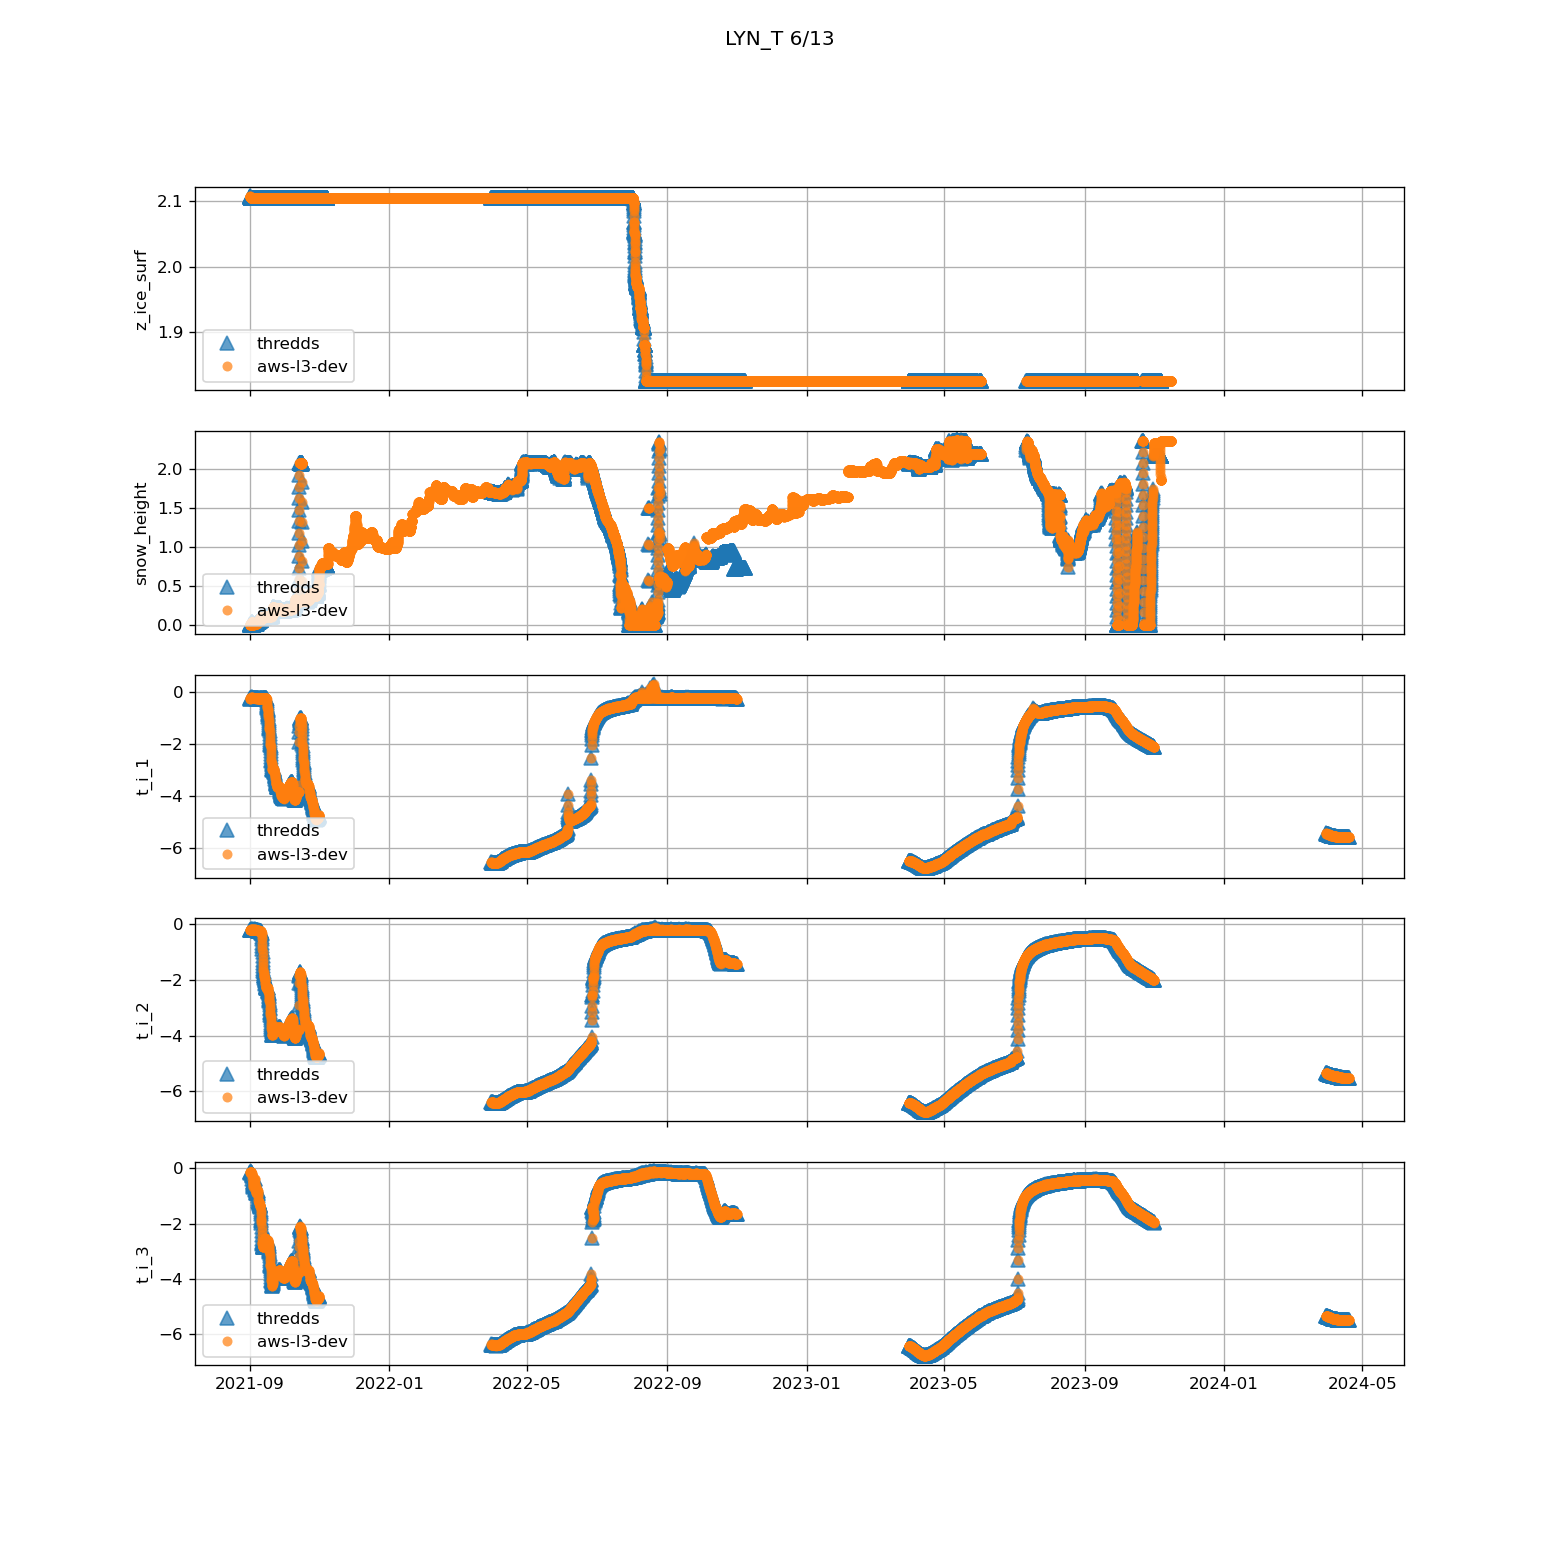 LYN_T 6/13
2.1
2.0
1.9
z_ice_surf
thredds
aws-l3-dev
2.0
1.5
1.0
0.5
0.0
snow_height
thredds
aws-l3-dev
0
−2
−4
−6
t_i_1
thredds
aws-l3-dev
0
−2
−4
−6
t_i_2
thredds
aws-l3-dev
0
−2
−4
−6
t_i_3
thredds
aws-l3-dev
2021-09 2022-01 2022-05 2022-09 2023-01 2023-05 2023-09 2024-01 2024-05